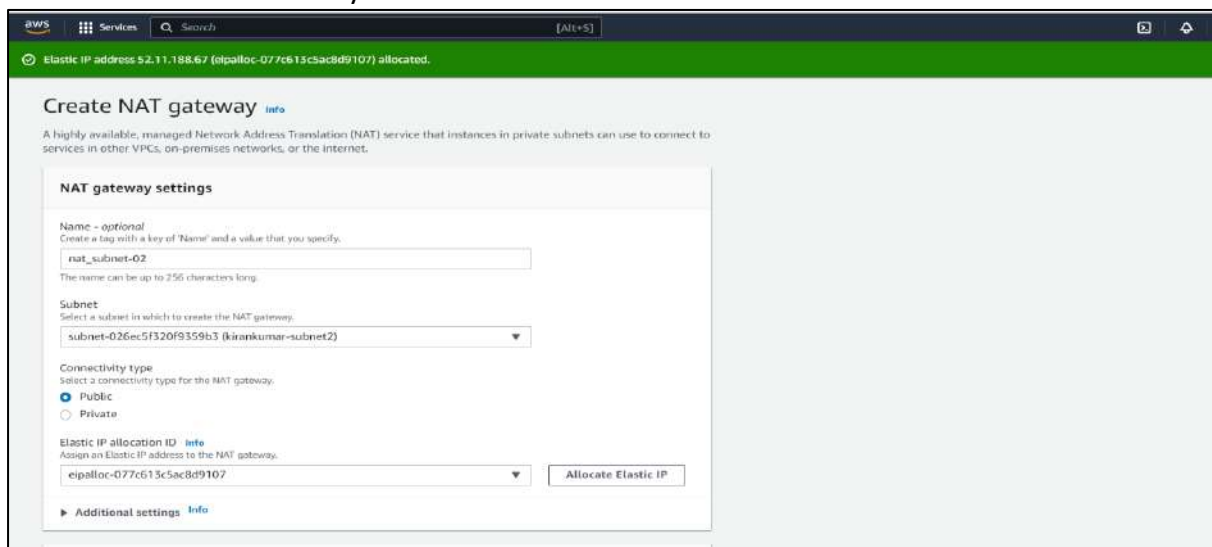 aws
Services
Search
[Alt+S]
Elastic IP address 52.11.188.67 (eipalloc-077c613c5ac8d9107) allocated.
Create NAT gateway Info
A highly available, managed Network Address Translation (NAT) service that instances in private subnets can use to connect to
services in other VPCs, on-premises networks, or the internet.
NAT gateway settings
Name - optional
Create a tag with a key of 'Name' and a value that you specify.
nat_subnet-02
The name can be up to 256 characters long.
Subnet
Select a subnet in which to create the NAT gateway.
subnet-026ec5f320f9359b3 (kirankumar-subnet2)
Connectivity type
Select a connectivity type for the NAT gateway.
Public
Private
Elastic IP allocation ID Info
Assign an Elastic IP address to the NAT gateway.
eipalloc-077c613c5ac8d9107
Allocate Elastic IP
Additional settings Info